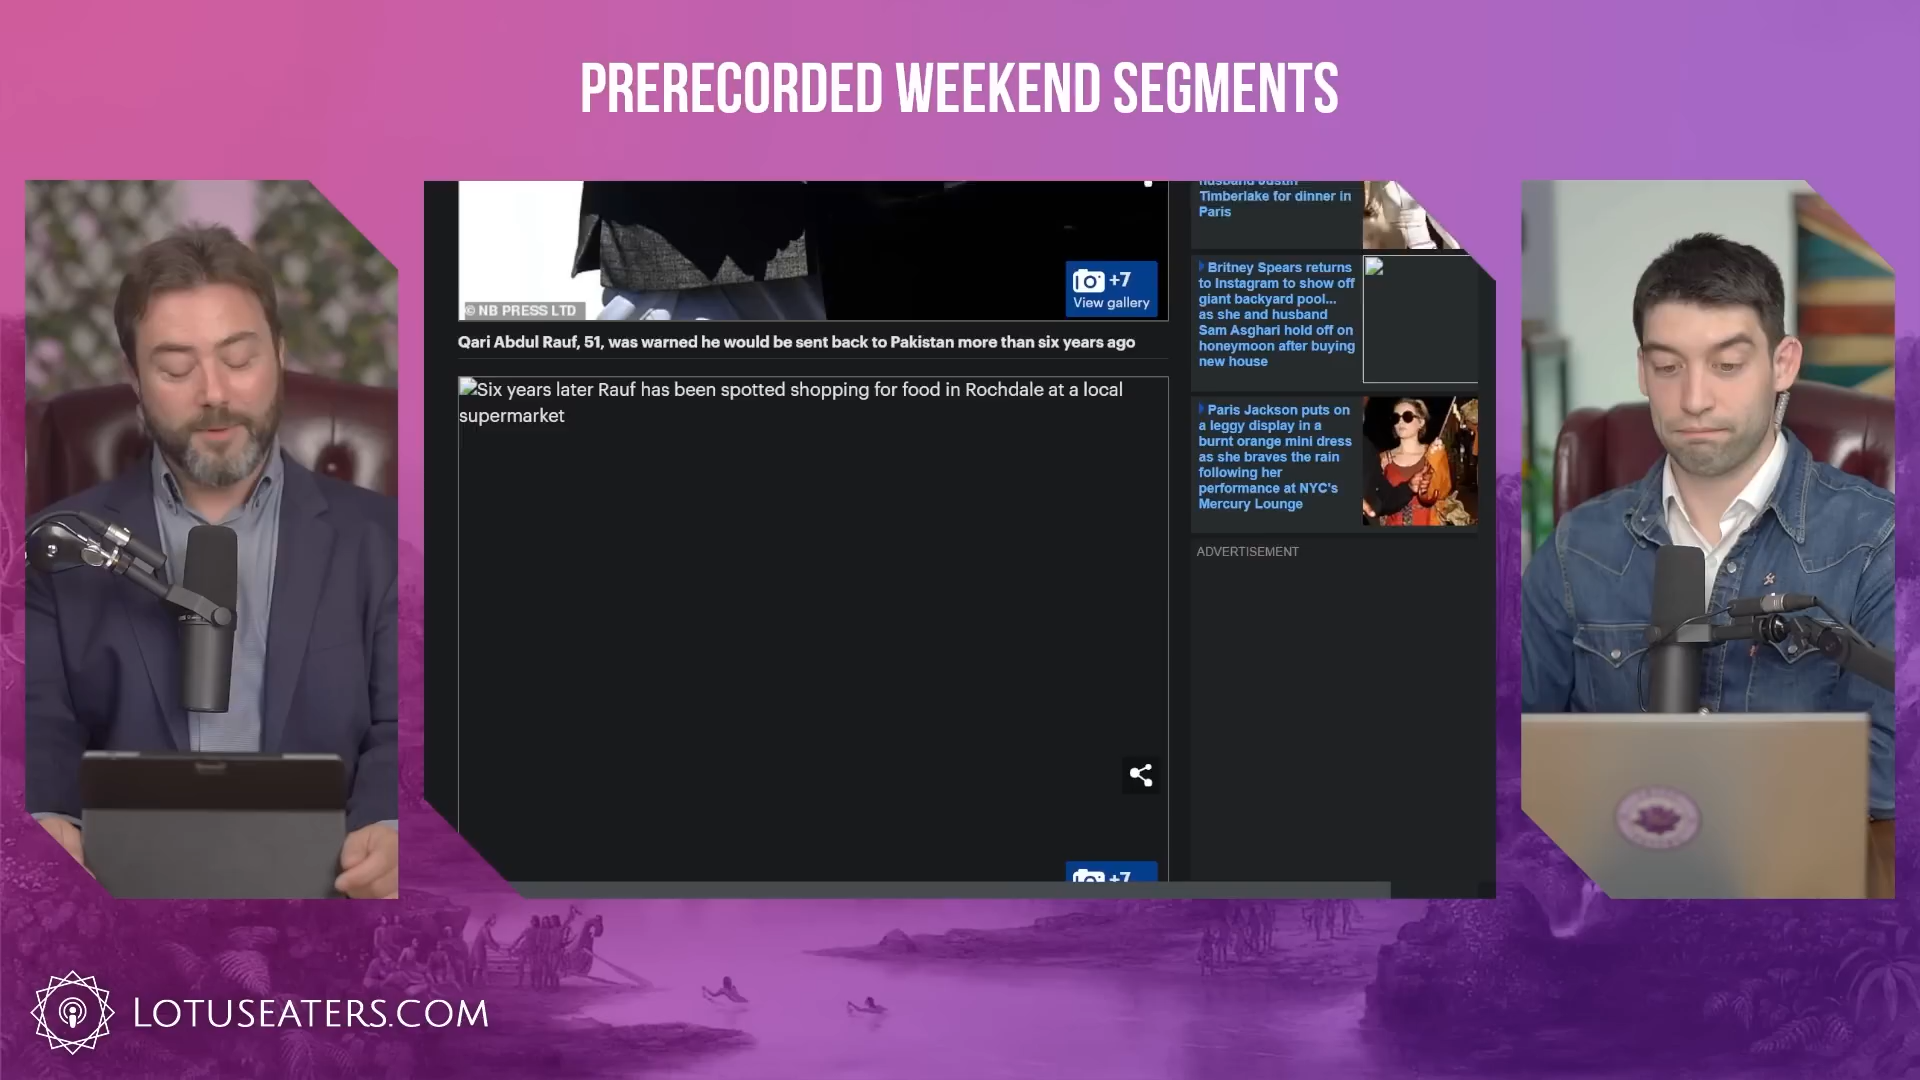 PRERECORDED WEEKEND SEGMENTS
© NB PRESS LTD
+7
View gallery
Qari Abdul Rauf, 51, was warned he would be sent back to Pakistan more than six years ago
Six years later Rauf has been spotted shopping for food in Rochdale at a local
supermarket
+7
husband Justin
Timberlake for dinner in
Paris
Britney Spears returns
to Instagram to show off
giant backyard pool...
as she and husband
Sam Asghari hold off on
honeymoon after buying
new house
Paris Jackson puts on
a leggy display in a
burnt orange mini dress
as she braves the rain
following her
performance at NYC's
Mercury Lounge
ADVERTISEMENT
LOTUSEATERS.COM